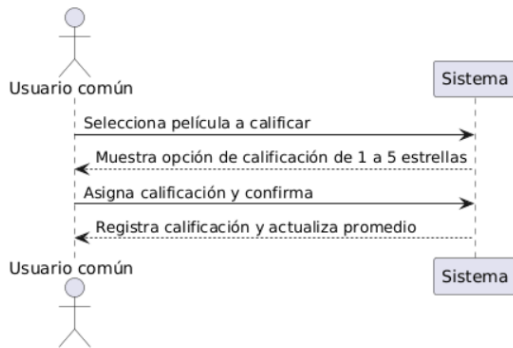 Usuario común
Sistema
Selecciona película a calificar
Muestra opción de calificación de 1 a 5 estrellas
Asigna calificación y confirma
Registra calificación y actualiza promedio
Usuario común
Sistema